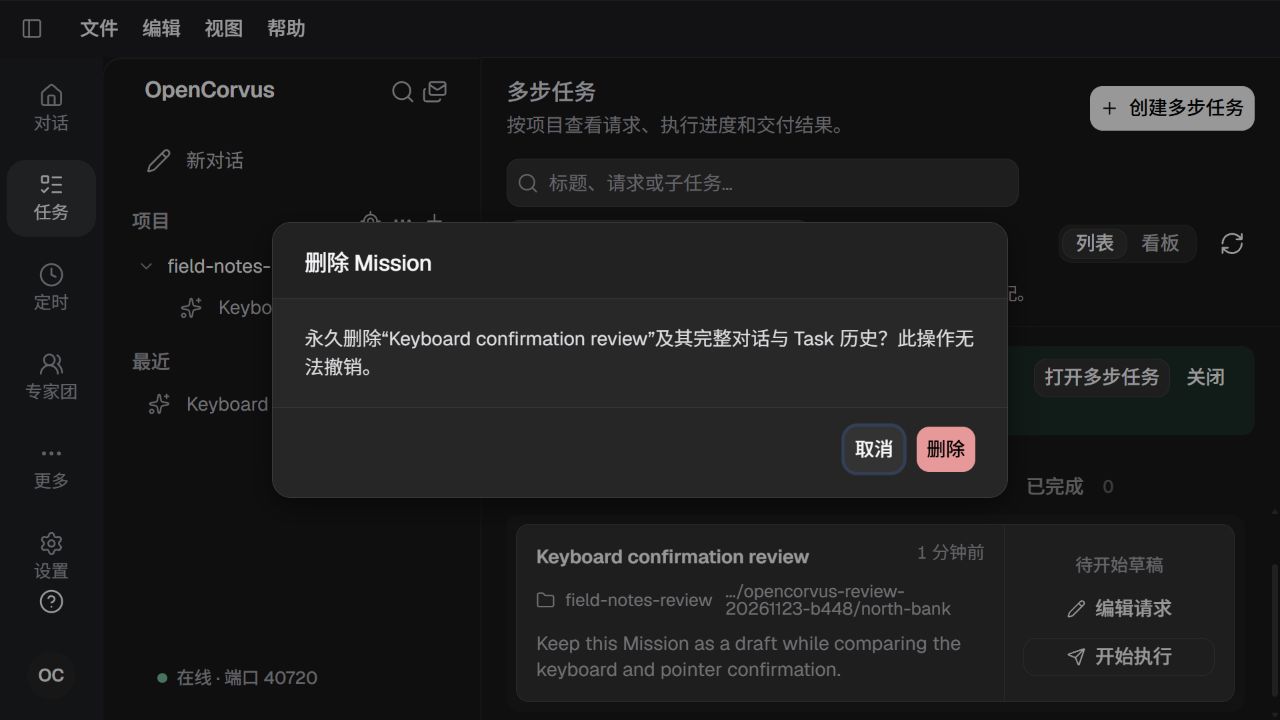 文件 编辑 视图 帮助
对话
任务
定时
专家团
更多
设置
OC
OpenCorvus
新对话
项目
field-notes-
Keybo
最近
Keyboard
在线 · 端口 40720
多步任务
按项目查看请求、执行进度和交付结果。
+ 创建多步任务
标题、请求或子任务…
列表 看板
记。
打开多步任务 关闭
已完成 0
删除 Mission
永久删除“Keyboard confirmation review”及其完整对话与 Task 历史？此操作无
法撤销。
取消 删除
Keyboard confirmation review
1 分钟前
field-notes-review
…/opencorvus-review-
20261123-b448/north-bank
Keep this Mission as a draft while comparing the
keyboard and pointer confirmation.
待开始草稿
编辑请求
开始执行